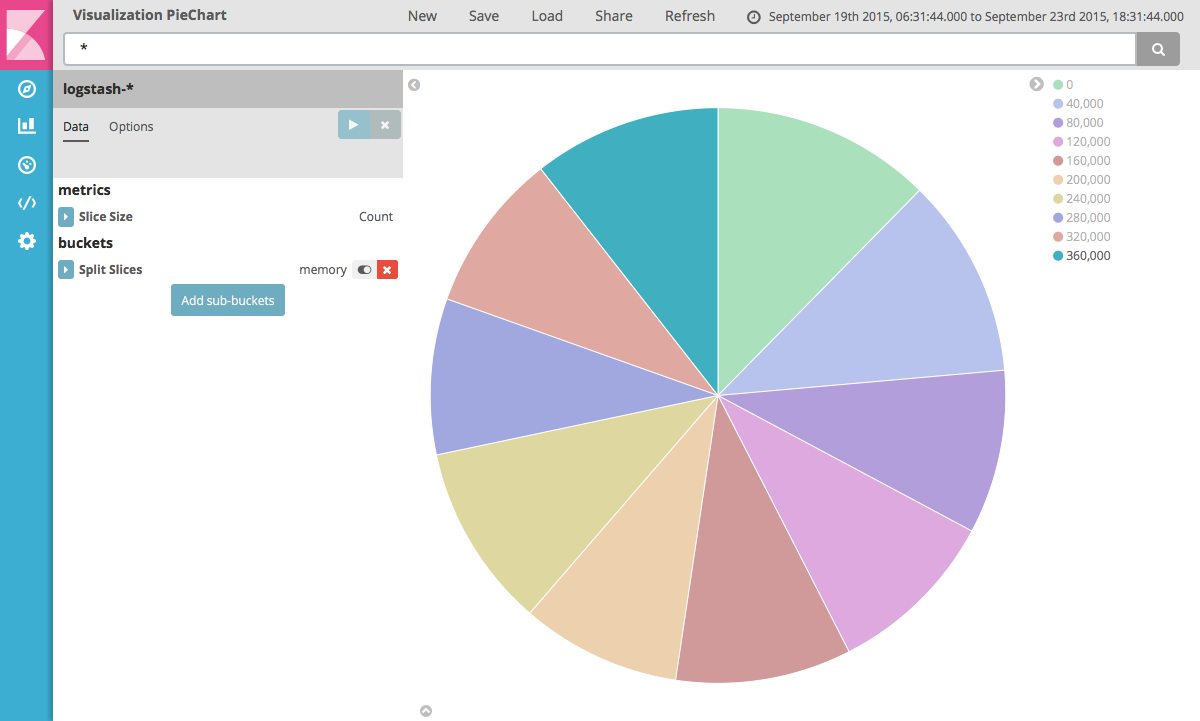 Visualization PieChart
New Save Load Share Refresh September 19th 2015, 06:31:44.000 to September 23rd 2015, 18:31:44.000
*
logstash-*
Data Options
metrics
Slice Size Count
buckets
Split Slices memory
Add sub-buckets
0
40,000
80,000
120,000
160,000
200,000
240,000
280,000
320,000
360,000